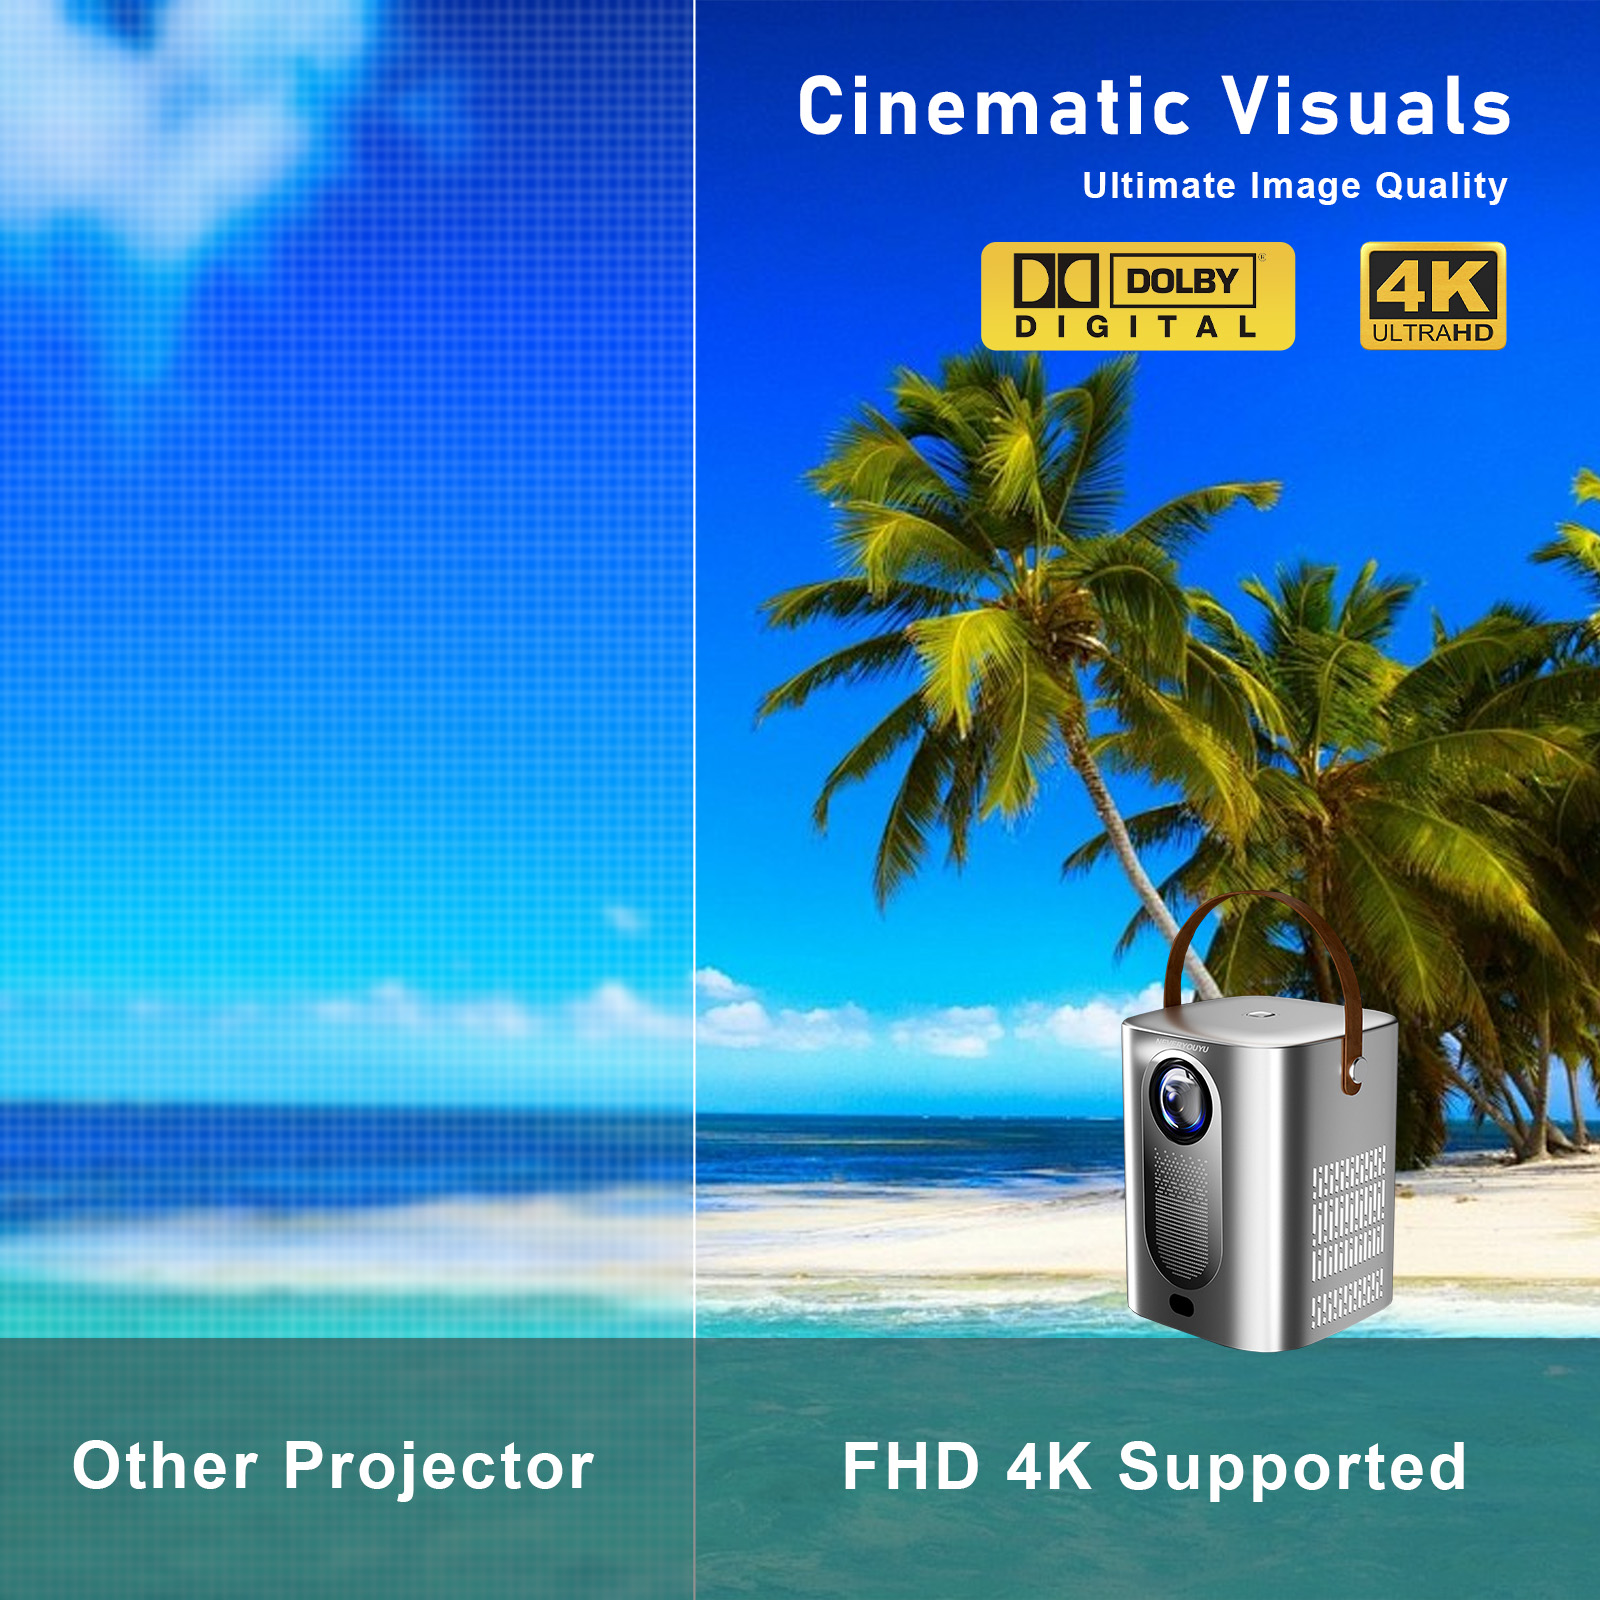 Cinematic Visuals
Ultimate Image Quality
DOLBY®
DIGITAL
4K
ULTRAHD
Other Projector
FHD 4K Supported